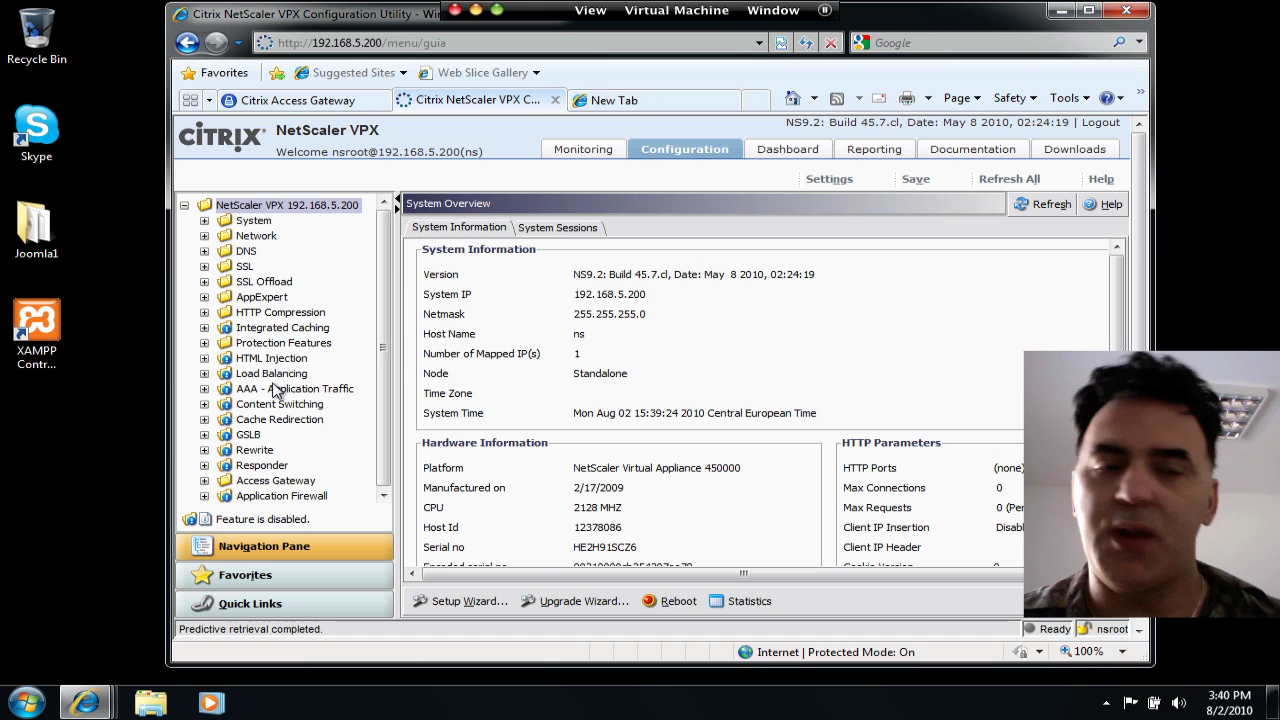 Recycle Bin
Skype
Joomla1
XAMPP
Contr...
Citrix NetScaler VPX Configuration Utility - Win
View Virtual Machine Window
http://192.168.5.200/menu/guia
Google
Favorites Suggested Sites Web Slice Gallery
Citrix Access Gateway Citrix NetScaler VPX C... New Tab
Page Safety Tools
CITRIX NetScaler VPX
Welcome nsroot@192.168.5.200(ns)
NS9.2: Build 45.7.cl, Date: May 8 2010, 02:24:19 | Logout
Monitoring Configuration Dashboard Reporting Documentation Downloads
Settings Save Refresh All Help
NetScaler VPX 192.168.5.200
System
Network
DNS
SSL
SSL Offload
AppExpert
HTTP Compression
Integrated Caching
Protection Features
HTML Injection
Load Balancing
AAA - Application Traffic
Content Switching
Cache Redirection
GSLB
Rewrite
Responder
Access Gateway
Application Firewall
Feature is disabled.
Navigation Pane
Favorites
Quick Links
System Overview Refresh Help
System Information System Sessions
System Information
Version NS9.2: Build 45.7.cl, Date: May 8 2010, 02:24:19
System IP 192.168.5.200
Netmask 255.255.255.0
Host Name ns
Number of Mapped IP(s) 1
Node Standalone
Time Zone
System Time Mon Aug 02 15:39:24 2010 Central European Time
Hardware Information
Platform NetScaler Virtual Appliance 450000
Manufactured on 2/17/2009
CPU 2128 MHZ
Host Id 12378086
Serial no HE2H91SCZ6
HTTP Parameters
HTTP Ports (none)
Max Connections 0
Max Requests 0 (Per
Client IP Insertion Disabl
Client IP Header
Setup Wizard... Upgrade Wizard... Reboot Statistics
Predictive retrieval completed. Ready nsroot
Internet | Protected Mode: On 100%
3:40 PM
8/2/2010